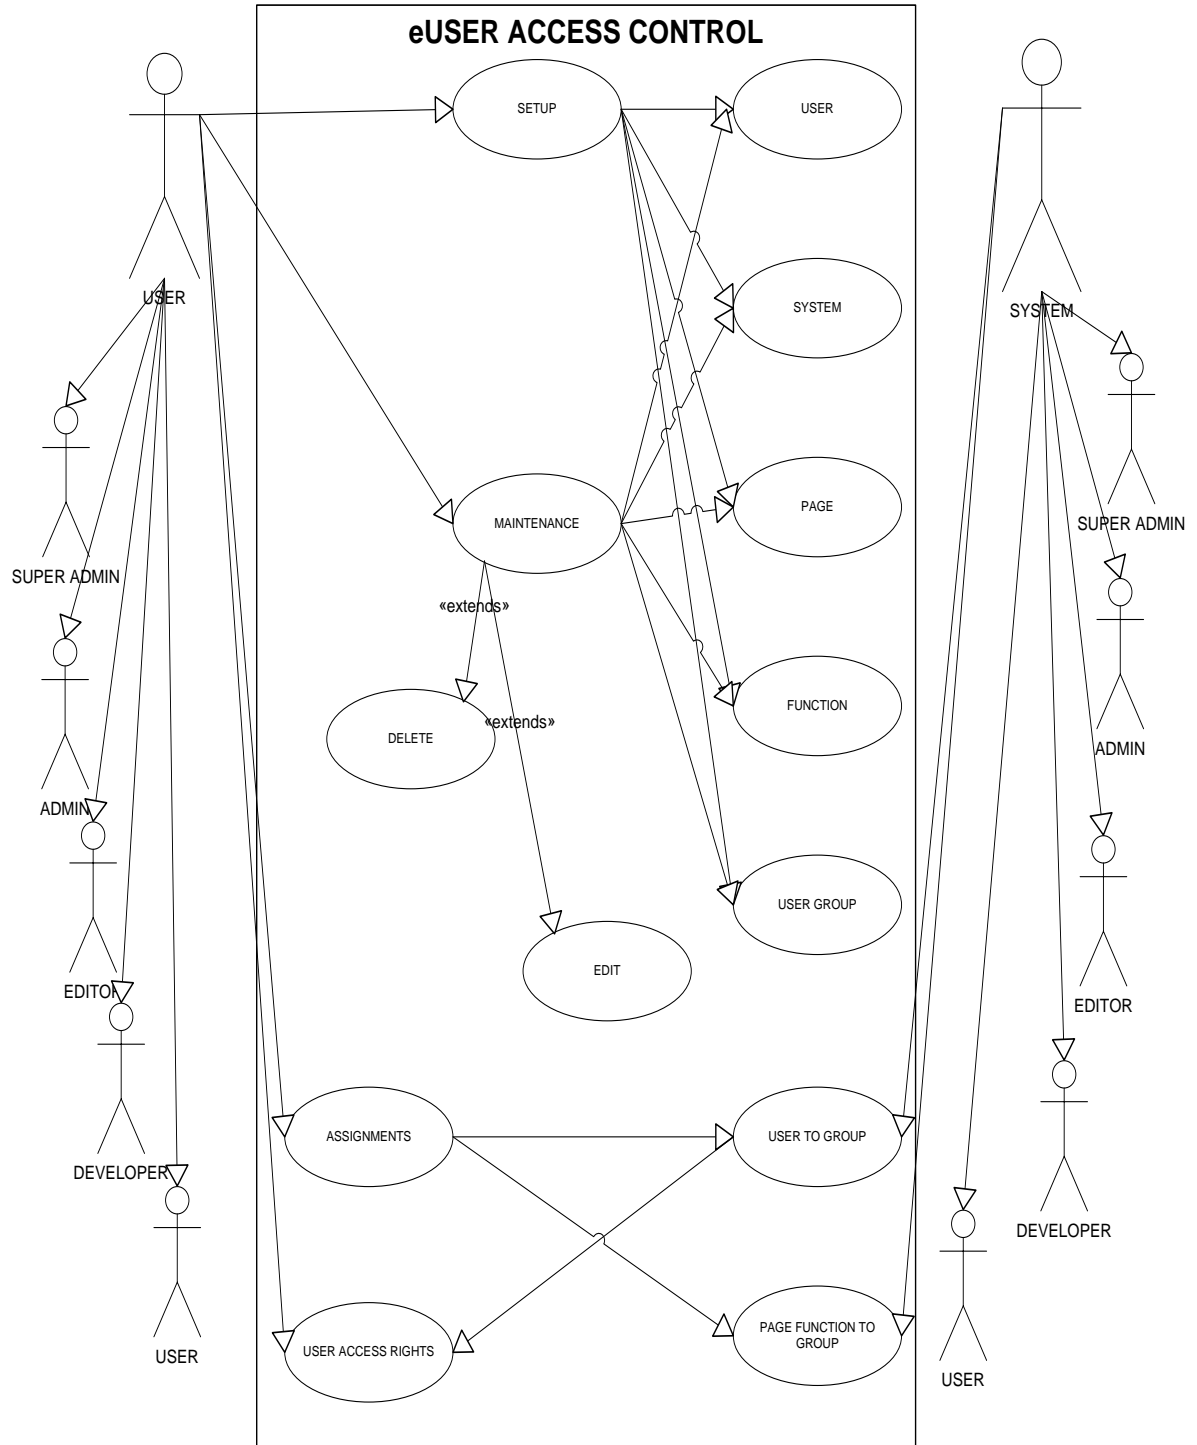 eUSER ACCESS CONTROL
SETUP
USER
USER
SYSTEM
SYSTEM
PAGE
MAINTENANCE
SUPER ADMIN
SUPER ADMIN
«extends»
FUNCTION
«extends»
DELETE
ADMIN
ADMIN
USER GROUP
EDIT
EDITOR
EDITOR
ASSIGNMENTS
USER TO GROUP
DEVELOPER
DEVELOPER
PAGE FUNCTION TO
GROUP
USER ACCESS RIGHTS
USER
USER